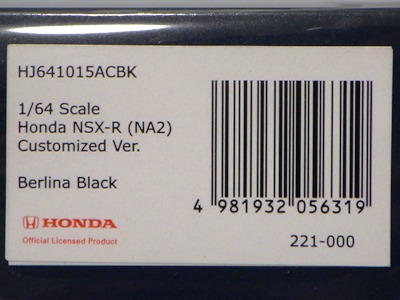 HJ641015ACBK
1/64 Scale
Honda NSX-R (NA2)
Customized Ver.
Berlina Black
HONDA
Official Licensed Product
4 981932 056319
221-000